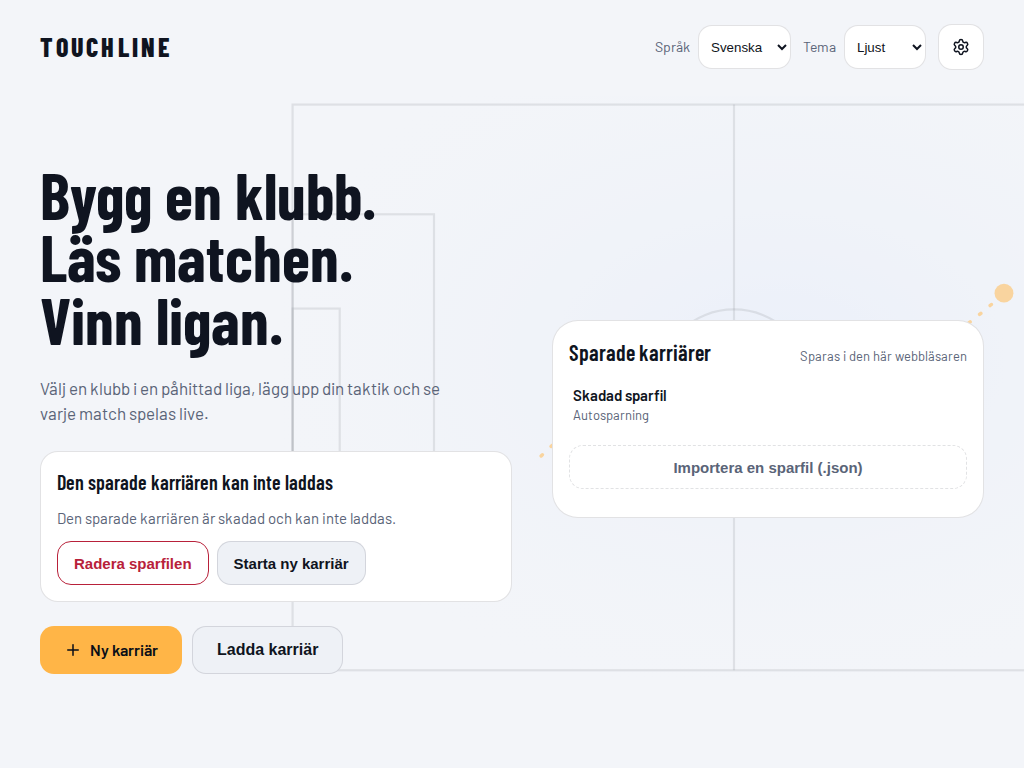 TOUCHLINE
Språk Svenska Tema Ljust
Bygg en klubb.
Läs matchen.
Vinn ligan.
Välj en klubb i en påhittad liga, lägg upp din taktik och se
varje match spelas live.
Den sparade karriären kan inte laddas
Den sparade karriären är skadad och kan inte laddas.
Radera sparfilen Starta ny karriär
Ny karriär Ladda karriär
Sparade karriärer Sparas i den här webbläsaren
Skadad sparfil
Autosparning
Importera en sparfil (.json)